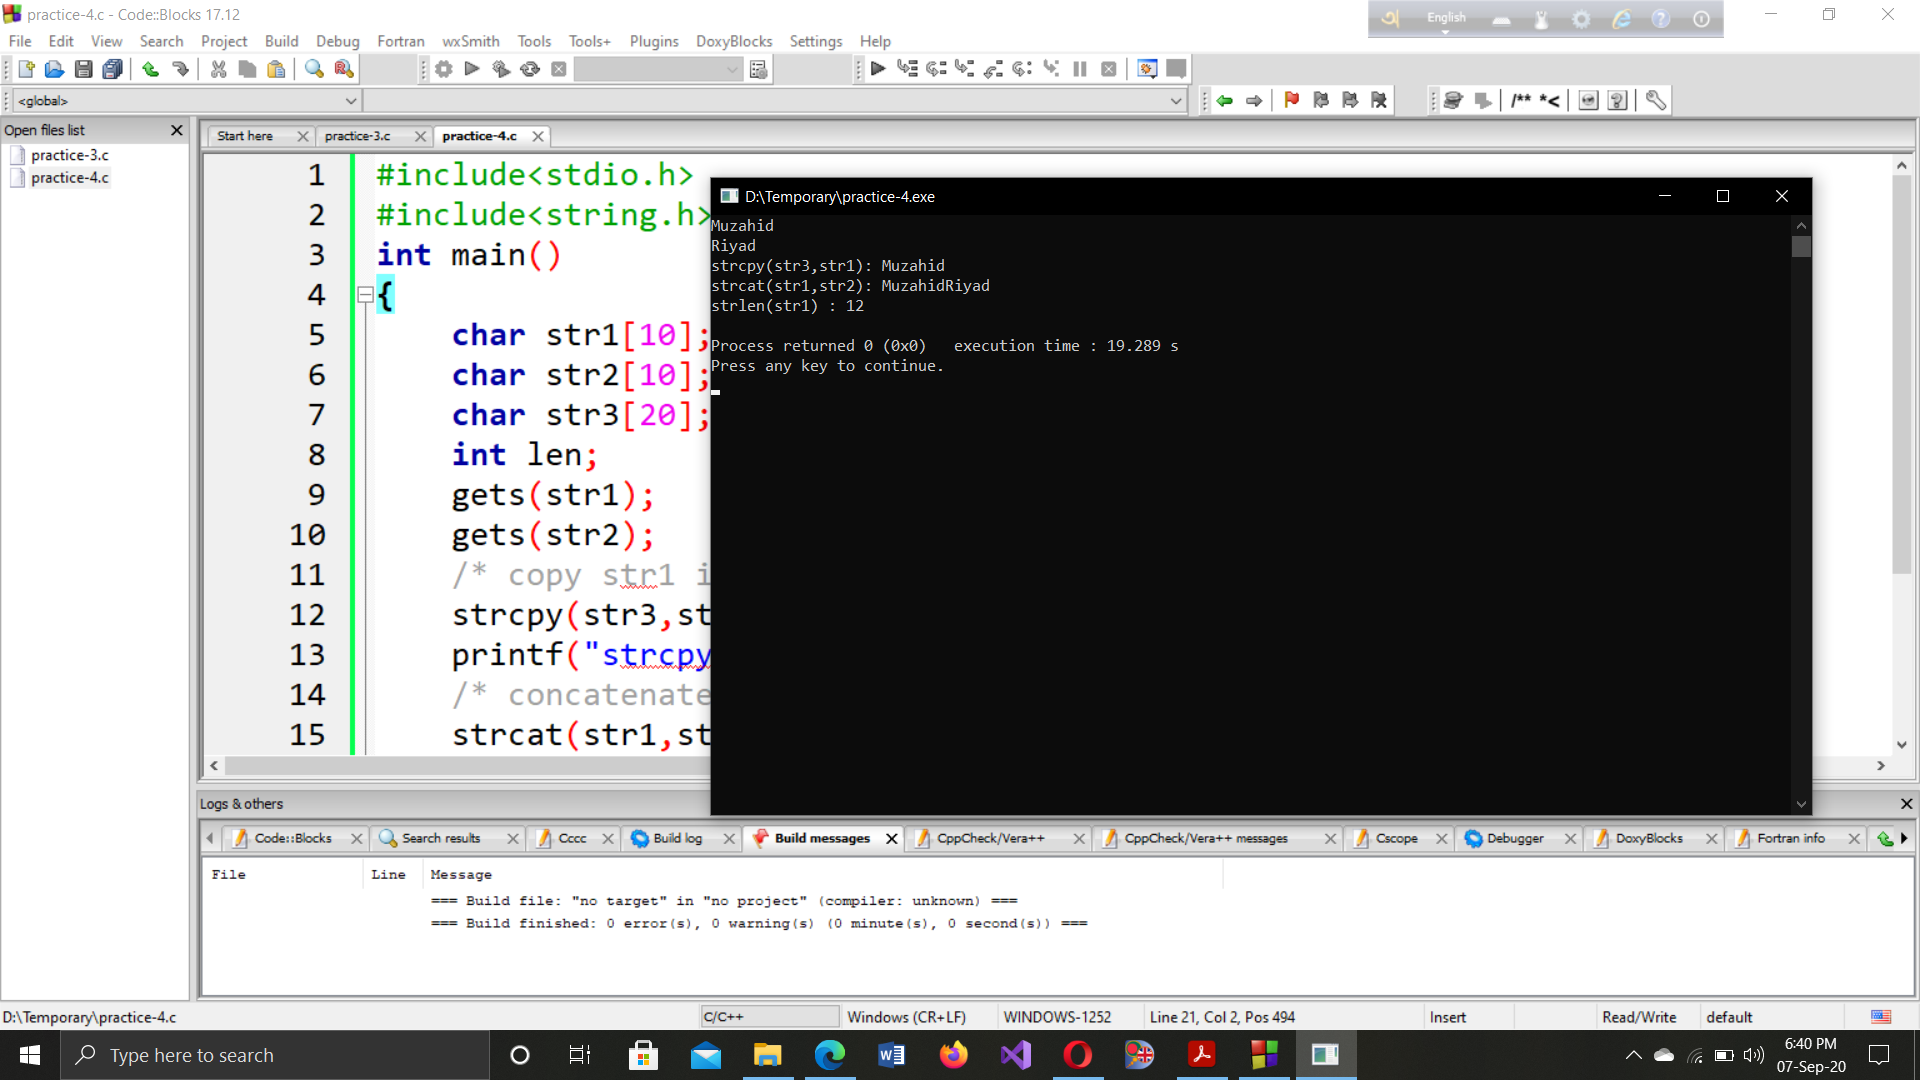 practice-4.c - Code::Blocks 17.12
English
File Edit View Search Project Build Debug Fortran wxSmith Tools Tools+ Plugins DoxyBlocks Settings Help
<global>
/** *<
Open files list
practice-3.c
practice-4.c
Start here practice-3.c practice-4.c
1 #include<stdio.h>
2 #include<string.h>
3 int main()
4 {
5 char str1[10];
6 char str2[10];
7 char str3[20];
8 int len;
9 gets(str1);
10 gets(str2);
11 /* copy str1 i
12 strcpy(str3,st
13 printf("strcpy
14 /* concatenate
15 strcat(str1,st
D:\Temporary\practice-4.exe
Muzahid
Riyad
strcpy(str3,str1): Muzahid
strcat(str1,str2): MuzahidRiyad
strlen(str1) : 12
Process returned 0 (0x0) execution time : 19.289 s
Press any key to continue.
Logs & others
Code::Blocks Search results Cccc Build log Build messages CppCheck/Vera++ CppCheck/Vera++ messages Cscope Debugger DoxyBlocks Fortran info
File Line Message
=== Build file: "no target" in "no project" (compiler: unknown) ===
=== Build finished: 0 error(s), 0 warning(s) (0 minute(s), 0 second(s)) ===
D:\Temporary\practice-4.c C/C++ Windows (CR+LF) WINDOWS-1252 Line 21, Col 2, Pos 494 Insert Read/Write default
Type here to search
6:40 PM
07-Sep-20